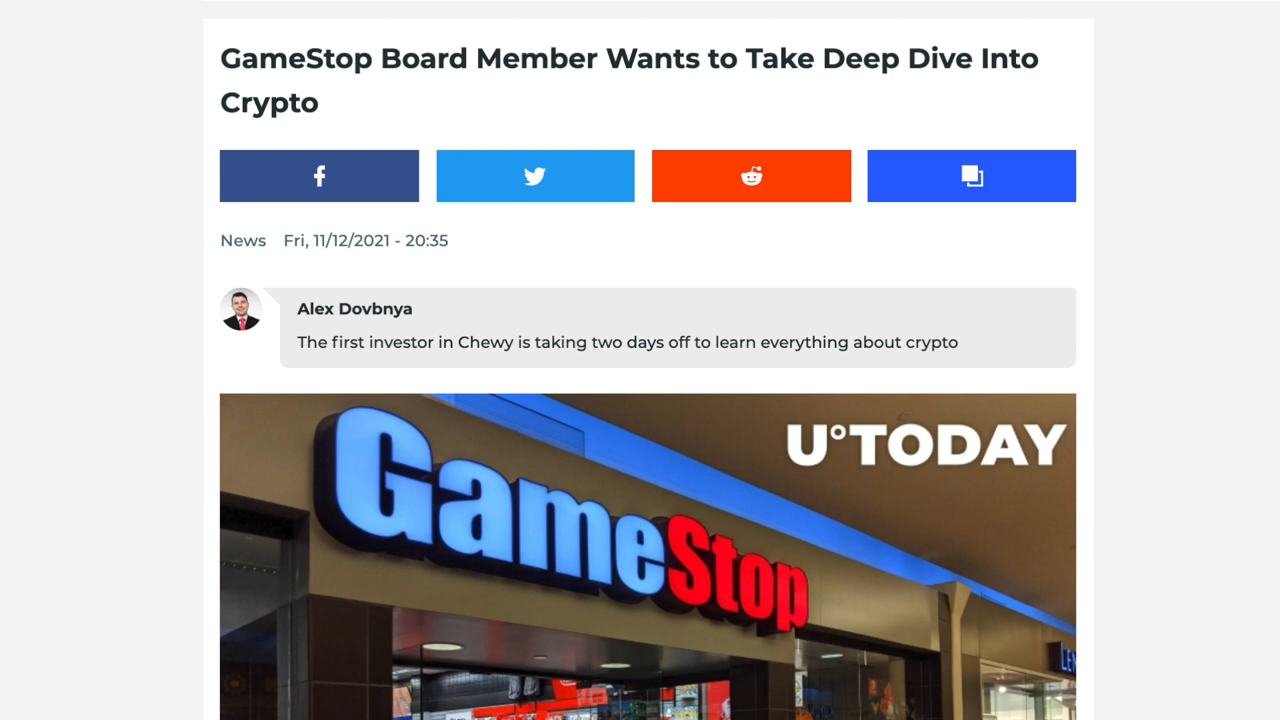 GameStop Board Member Wants to Take Deep Dive Into
Crypto
News Fri, 11/12/2021 - 20:35
Alex Dovbnya
The first investor in Chewy is taking two days off to learn everything about crypto
U°TODAY
GameStop
LEN